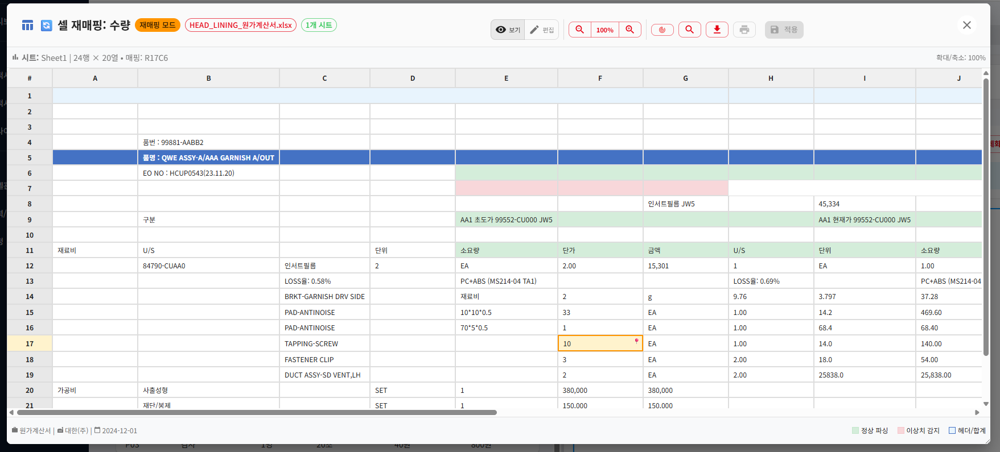 셀 재매핑: 수량 재매핑 모드 HEAD_LINING_원가계산서.xlsx 1개 시트 보기 편집 100% 적용
시트: Sheet1 | 24행 × 20열 • 매핑: R17C6 확대/축소: 100%
# A B C D E F G H I J
1
2
3
4 품번 : 99881-AABB2
5 품명 : QWE ASSY-A/AAA GARNISH A/OUT
6 EO NO : HCUP0543(23.11.20)
7
8 인서트필름 JW5 45,334
9 구분 AA1 초도가 99552-CU000 JW5 AA1 현재가 99552-CU000 JW5
10
11 재료비 U/S 단위 소요량 단가 금액 U/S 단위 소요량
12 84790-CUAA0 인서트필름 2 EA 2.00 15,301 1 EA 1.00
13 LOSS율: 0.58% PC+ABS (MS214-04 TA1) LOSS율: 0.69% PC+ABS (MS214-04
14 BRKT-GARNISH DRV SIDE 재료비 2 g 9.76 3.797 37.28
15 PAD-ANTINOISE 10*10*0.5 33 EA 1.00 14.2 469.60
16 PAD-ANTINOISE 70*5*0.5 1 EA 1.00 68.4 68.40
17 TAPPING-SCREW 10 EA 1.00 14.0 140.00
18 FASTENER CLIP 3 EA 2.00 18.0 54.00
19 DUCT ASSY-SD VENT,LH 2 EA 2.00 25838.0 25,838.00
20 가공비 사출성형 SET 1 380,000 380,000
21 재단/봉제 SET 1 150.000 150.000
원가계산서 | 대한(주) | 2024-12-01 정상 파싱 이상치 감지 헤더/합계